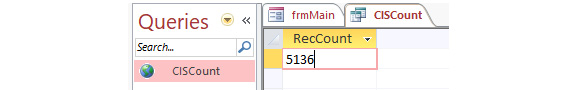 Queries
Search...
CISCount
frmMain
CISCount
RecCount
5136